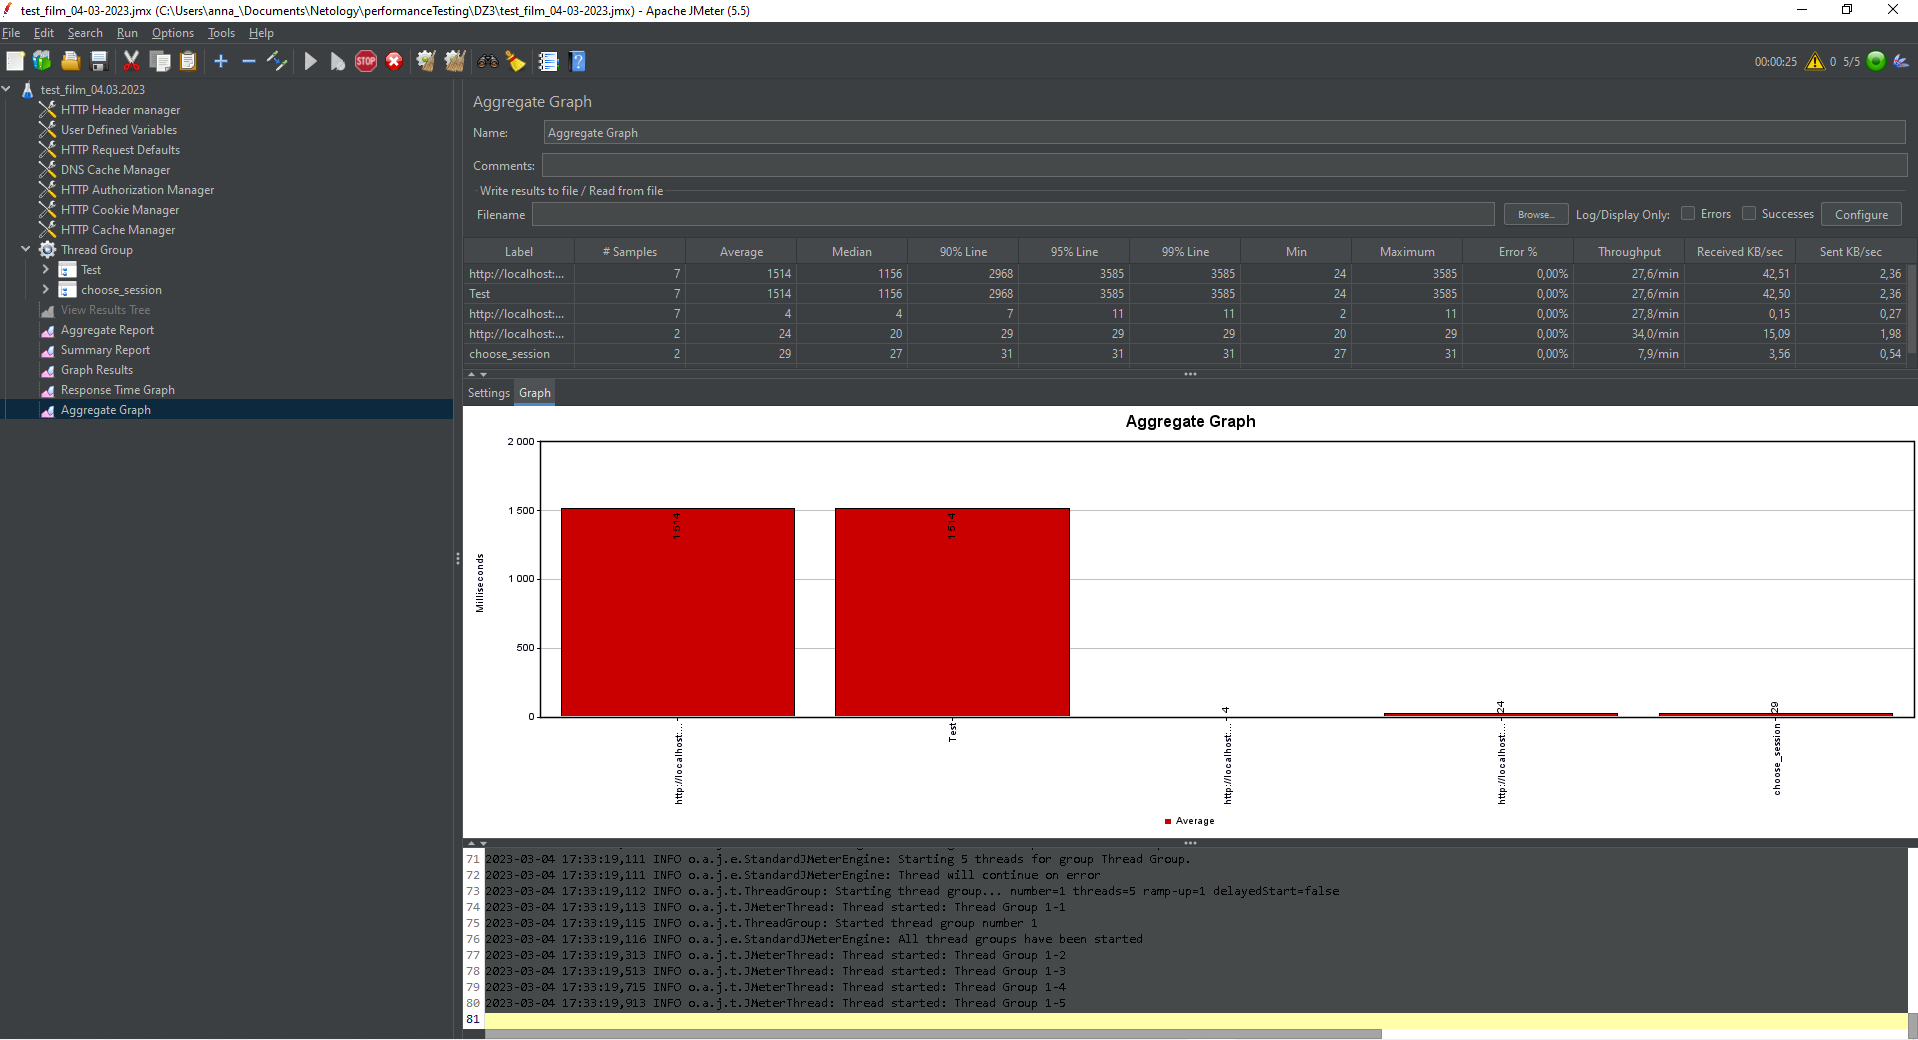 test_film_04-03-2023.jmx (C:\Users\anna_\Documents\Netology\performanceTesting\DZ3\test_film_04-03-2023.jmx) - Apache JMeter (5.5)
File Edit Search Run Options Tools Help
STOP
00:00:25 0 5/5
test_film_04.03.2023
HTTP Header manager
User Defined Variables
HTTP Request Defaults
DNS Cache Manager
HTTP Authorization Manager
HTTP Cookie Manager
HTTP Cache Manager
Thread Group
Test
choose_session
View Results Tree
Aggregate Report
Summary Report
Graph Results
Response Time Graph
Aggregate Graph
Aggregate Graph
Name: Aggregate Graph
Comments:
Write results to file / Read from file
Filename Browse... Log/Display Only: Errors Successes Configure
Label # Samples Average Median 90% Line 95% Line 99% Line Min Maximum Error % Throughput Received KB/sec Sent KB/sec
http://localhost:... 7 1514 1156 2968 3585 3585 24 3585 0,00% 27,6/min 42,51 2,36
Test 7 1514 1156 2968 3585 3585 24 3585 0,00% 27,6/min 42,50 2,36
http://localhost:... 7 4 4 7 11 11 2 11 0,00% 27,8/min 0,15 0,27
http://localhost:... 2 24 20 29 29 29 20 29 0,00% 34,0/min 15,09 1,98
choose_session 2 29 27 31 31 31 27 31 0,00% 7,9/min 3,56 0,54
Settings Graph
Aggregate Graph
2 000
1 500
1 000
500
0
Milliseconds
1 514
1 514
4
24
29
http://localhost:...
Test
http://localhost:...
http://localhost:...
choose_session
Average
71 2023-03-04 17:33:19,111 INFO o.a.j.e.StandardJMeterEngine: Starting 5 threads for group Thread Group.
72 2023-03-04 17:33:19,111 INFO o.a.j.e.StandardJMeterEngine: Thread will continue on error
73 2023-03-04 17:33:19,112 INFO o.a.j.t.ThreadGroup: Starting thread group... number=1 threads=5 ramp-up=1 delayedStart=false
74 2023-03-04 17:33:19,113 INFO o.a.j.t.JMeterThread: Thread started: Thread Group 1-1
75 2023-03-04 17:33:19,115 INFO o.a.j.t.ThreadGroup: Started thread group number 1
76 2023-03-04 17:33:19,116 INFO o.a.j.e.StandardJMeterEngine: All thread groups have been started
77 2023-03-04 17:33:19,313 INFO o.a.j.t.JMeterThread: Thread started: Thread Group 1-2
78 2023-03-04 17:33:19,513 INFO o.a.j.t.JMeterThread: Thread started: Thread Group 1-3
79 2023-03-04 17:33:19,715 INFO o.a.j.t.JMeterThread: Thread started: Thread Group 1-4
80 2023-03-04 17:33:19,913 INFO o.a.j.t.JMeterThread: Thread started: Thread Group 1-5
81